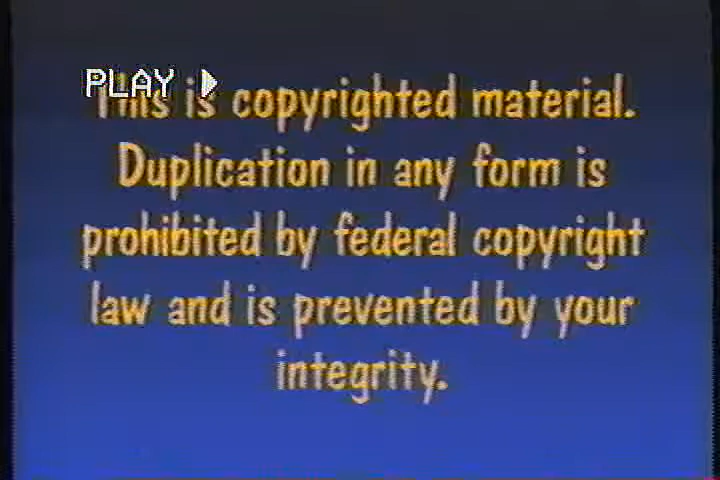 PLAY
This is copyrighted material.
Duplication in any form is
prohibited by federal copyright
law and is prevented by your
integrity.